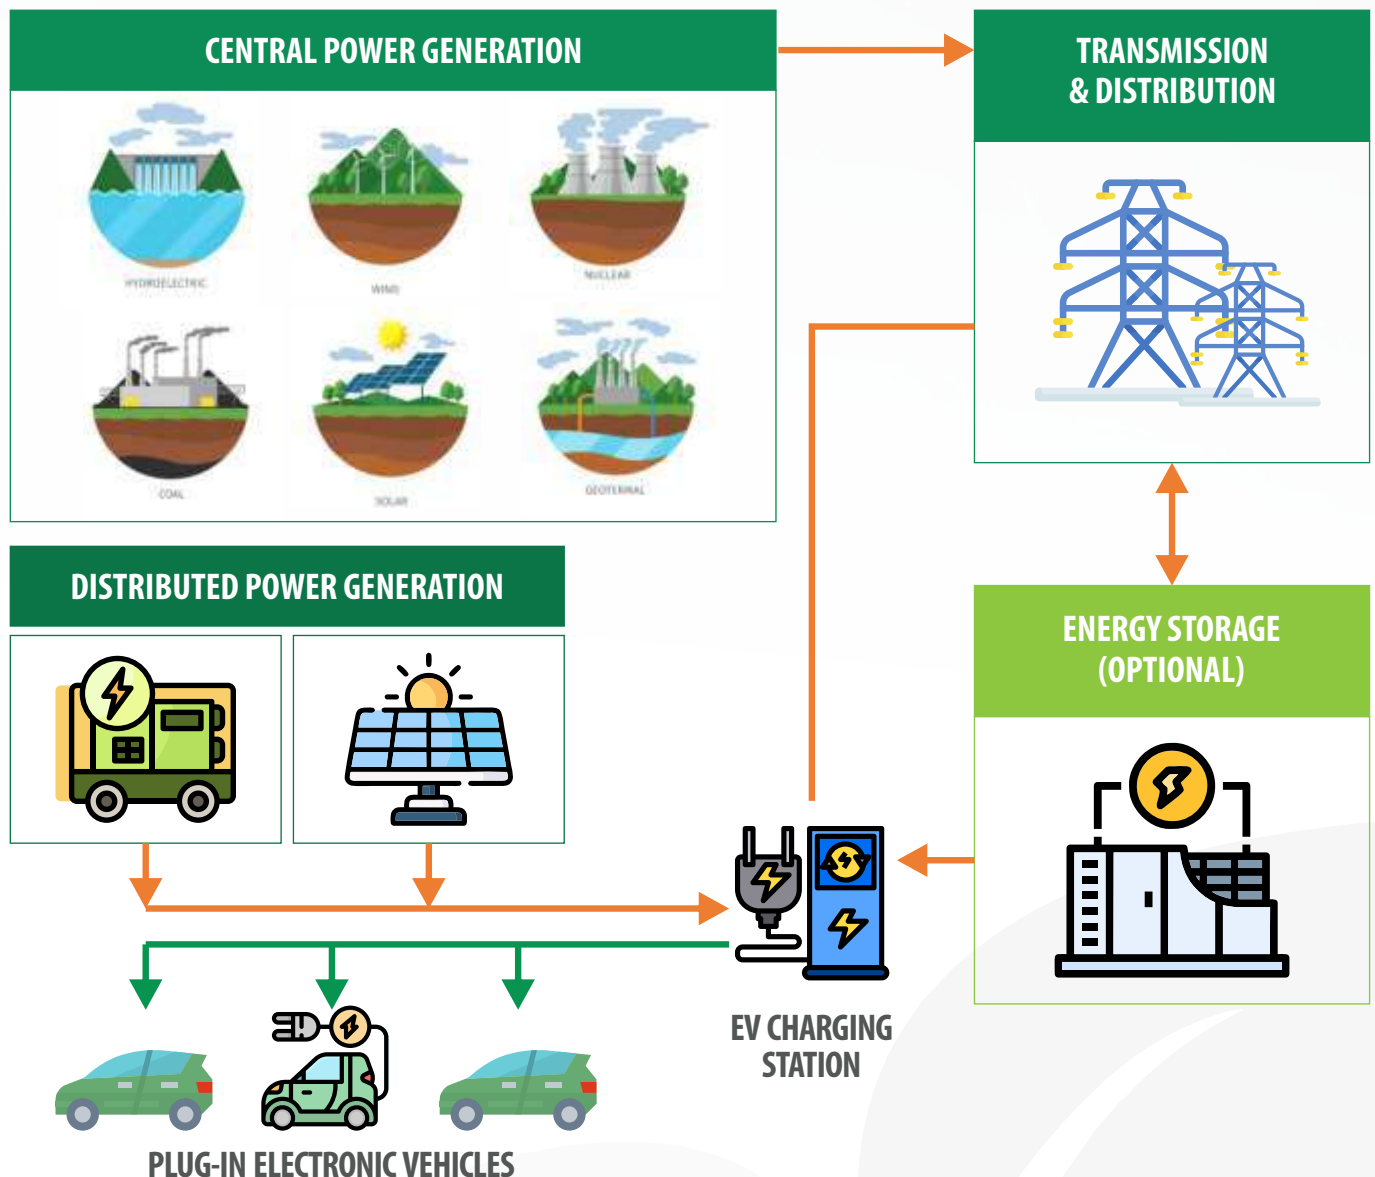 CENTRAL POWER GENERATION
TRANSMISSION
& DISTRIBUTION
HYDROELECTRIC
WIND
NUCLEAR
COAL
SOLAR
GEOTERMAL
DISTRIBUTED POWER GENERATION
ENERGY STORAGE
(OPTIONAL)
EV CHARGING
STATION
PLUG-IN ELECTRONIC VEHICLES